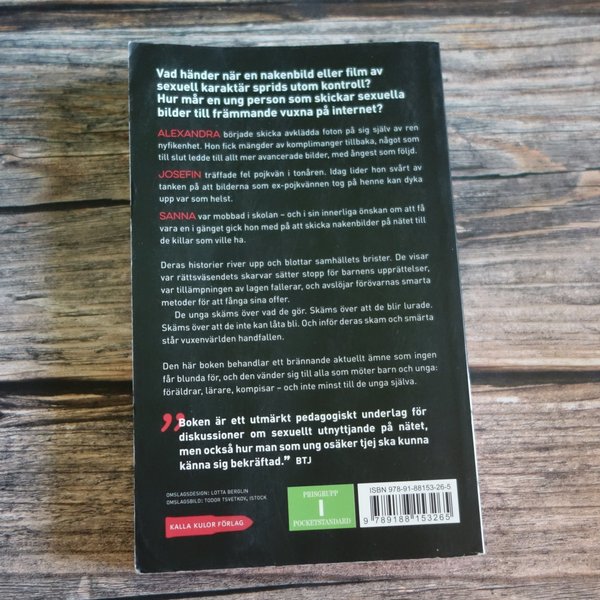 Vad händer när en nakenbild eller film av
sexuell karaktär sprids utom kontroll?
Hur mår en ung person som skickar sexuella
bilder till främmande vuxna på internet?
ALEXANDRA började skicka avklädda foton på sig själv av ren
nyfikenhet. Hon fick mängder av komplimanger tillbaka, något som
till slut ledde till allt mer avancerade bilder, med ångest som följd.
JOSEFIN träffade fel pojkvän i tonåren. Idag lider hon svårt av
tanken på att bilderna som ex-pojkvännen tog på henne kan dyka
upp var som helst.
SANNA var mobbad i skolan – och i sin innerliga önskan om att få
vara en i gänget gick hon med på att skicka nakenbilder på nätet till
de killar som ville ha.
Deras historier river upp och blottar samhällets brister. De visar
var rättsväsendets skarvar sätter stopp för barnens upprättelser,
var tillämpningen av lagen fallerar, och avslöjar förövarnas smarta
metoder för att fånga sina offer.
De unga skäms över vad de gör. Skäms över att de blir lurade.
Skäms över att de inte kan låta bli. Och inför deras skam och smärta
står vuxenvärlden handfallen.
Den här boken behandlar ett brännande aktuellt ämne som ingen
får blunda för, och den vänder sig till alla som möter barn och unga:
föräldrar, lärare, kompisar – och inte minst till de unga själva.
”Boken är ett utmärkt pedagogiskt underlag för
diskussioner om sexuellt utnyttjande på nätet,
men också hur man som ung osäker tjej ska kunna
känna sig bekräftad.” BTJ
OMSLAGSDESIGN: LOTTA BERGLIN
OMSLAGSBILD: TODOR TSVETKOV, ISTOCK
KALLA KULOR FÖRLAG
PRISGRUPP
I
POCKETSTANDARD
ISBN 978-91-88153-26-5
9 789188 153265